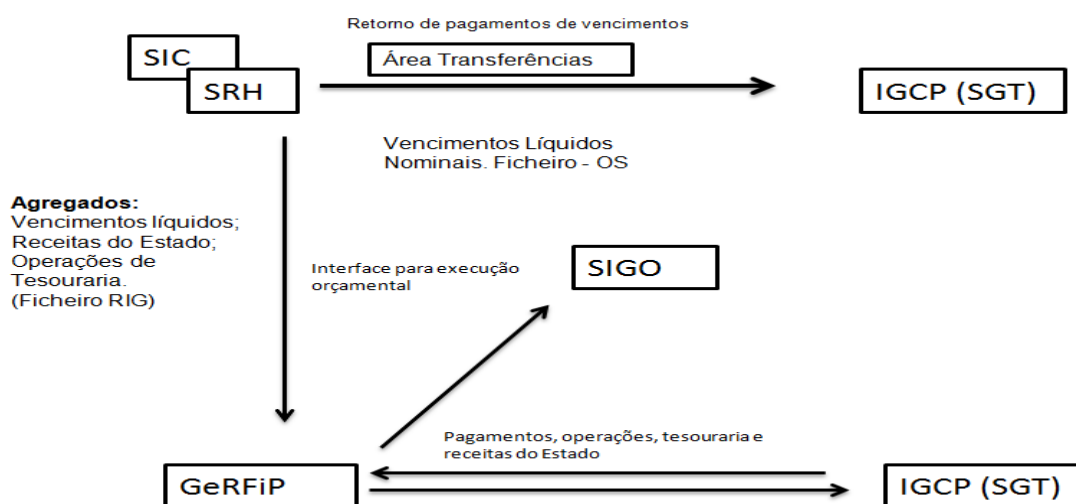 Retorno de pagamentos de vencimentos
SIC
Área Transferências
SRH
IGCP (SGT)
Vencimentos Líquidos
Nominais. Ficheiro - OS
Agregados:
Vencimentos líquidos;
Receitas do Estado;
Operações de
Tesouraria.
(Ficheiro RIG)
Interface para execução
orçamental
SIGO
Pagamentos, operações, tesouraria e
receitas do Estado
GeRFiP
IGCP (SGT)